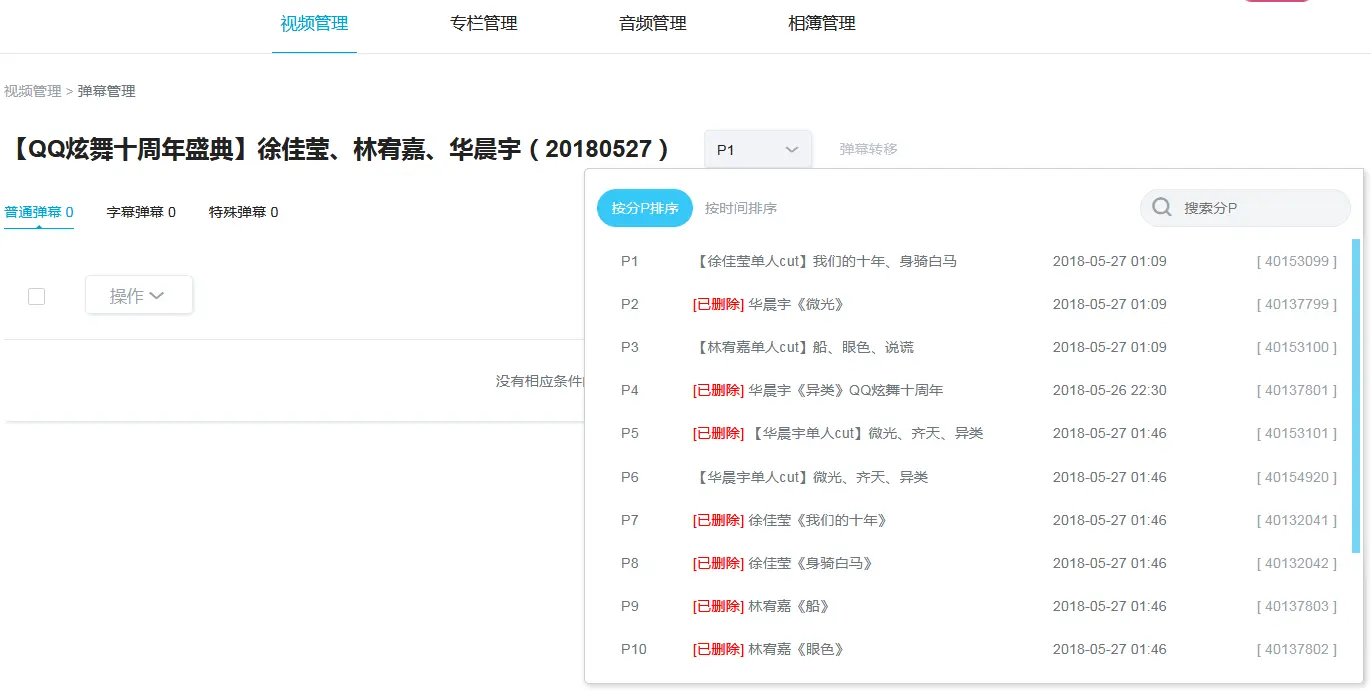 视频管理 专栏管理 音频管理 相簿管理
视频管理 > 弹幕管理
【QQ炫舞十周年盛典】徐佳莹、林宥嘉、华晨宇（20180527） P1 弹幕转移
普通弹幕 0 字幕弹幕 0 特殊弹幕 0
操作
没有相应条件
按分P排序 按时间排序 搜索分P
P1 【徐佳莹单人cut】我们的十年、身骑白马 2018-05-27 01:09 [ 40153099 ]
P2 [已删除] 华晨宇《微光》 2018-05-27 01:09 [ 40137799 ]
P3 【林宥嘉单人cut】船、眼色、说谎 2018-05-27 01:09 [ 40153100 ]
P4 [已删除] 华晨宇《异类》QQ炫舞十周年 2018-05-26 22:30 [ 40137801 ]
P5 [已删除] 【华晨宇单人cut】微光、齐天、异类 2018-05-27 01:46 [ 40153101 ]
P6 【华晨宇单人cut】微光、齐天、异类 2018-05-27 01:46 [ 40154920 ]
P7 [已删除] 徐佳莹《我们的十年》 2018-05-27 01:46 [ 40132041 ]
P8 [已删除] 徐佳莹《身骑白马》 2018-05-27 01:46 [ 40132042 ]
P9 [已删除] 林宥嘉《船》 2018-05-27 01:46 [ 40137803 ]
P10 [已删除] 林宥嘉《眼色》 2018-05-27 01:46 [ 40137802 ]